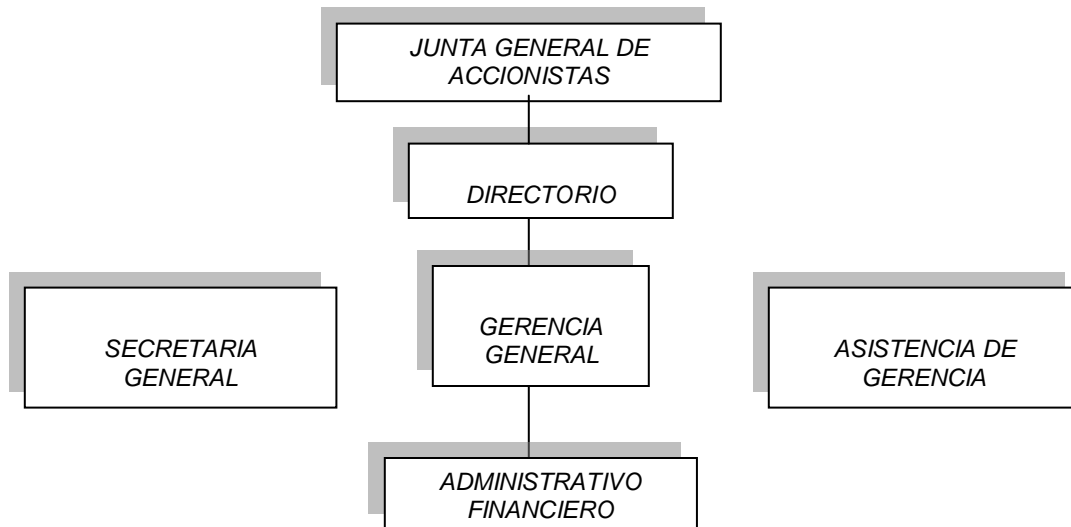 JUNTA GENERAL DE
ACCIONISTAS
DIRECTORIO
SECRETARIA
GENERAL
GERENCIA
GENERAL
ASISTENCIA DE
GERENCIA
ADMINISTRATIVO
FINANCIERO